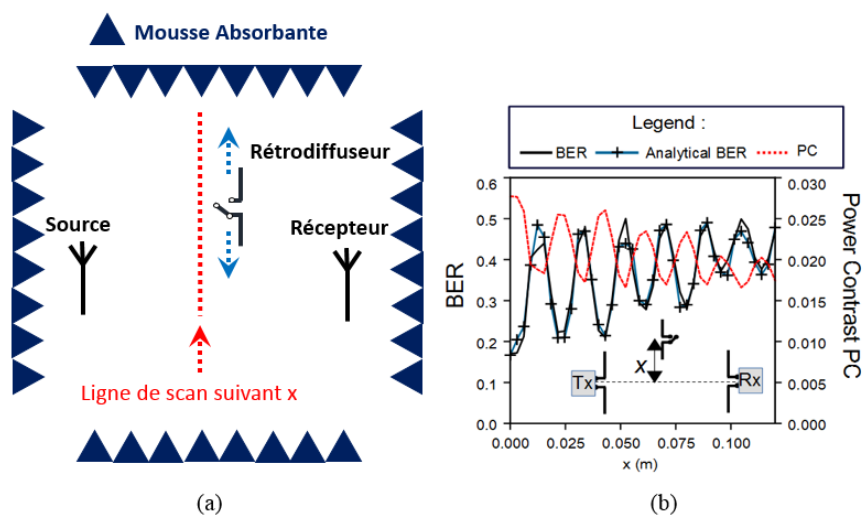 Mousse Absorbante
Rétrodiffuseur
Source
Récepteur
Ligne de scan suivant x
(a)
Legend :
BER
Analytical BER
PC
BER
0.6
0.5
0.4
0.3
0.2
0.1
0.0
0.030
0.025
0.020
0.015
0.010
0.005
0.000
Power Contrast PC
x
Tx
Rx
0.000
0.025
0.050
0.075
0.100
x (m)
(b)